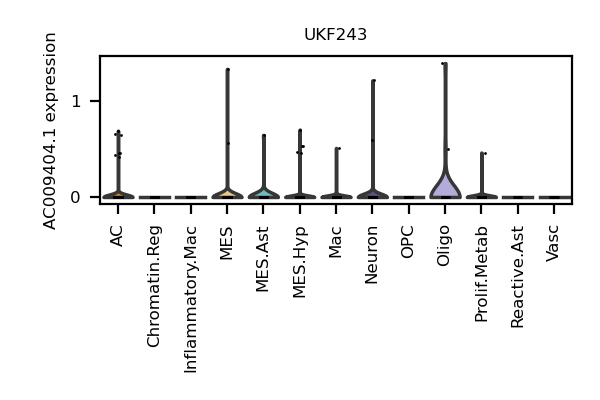 UKF243
AC009404.1 expression
1
0
AC
Chromatin.Reg
Inflammatory.Mac
MES
MES.Ast
MES.Hyp
Mac
Neuron
OPC
Oligo
Prolif.Metab
Reactive.Ast
Vasc